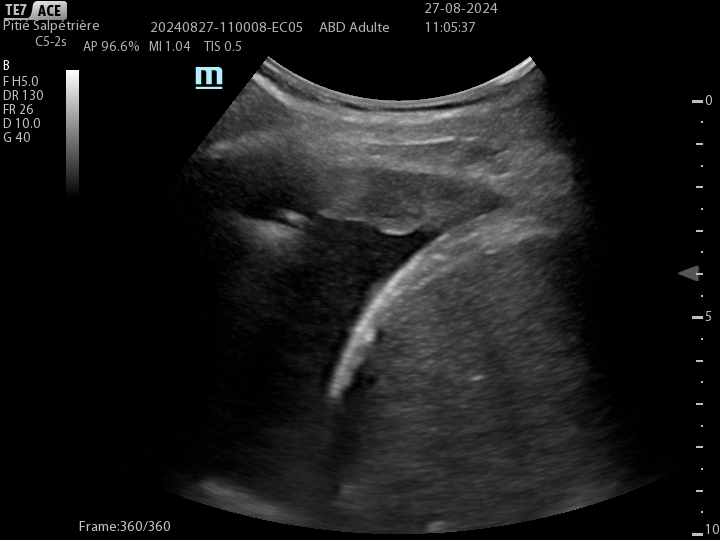 TE7 ACE
27-08-2024
Pitié Salpétrière 20240827-110008-EC05 ABD Adulte 11:05:37
C5-2s AP 96.6% MI 1.04 TIS 0.5
B
m
F H5.0
DR 130
FR 26
D 10.0
G 40
0
5
10
Frame:360/360